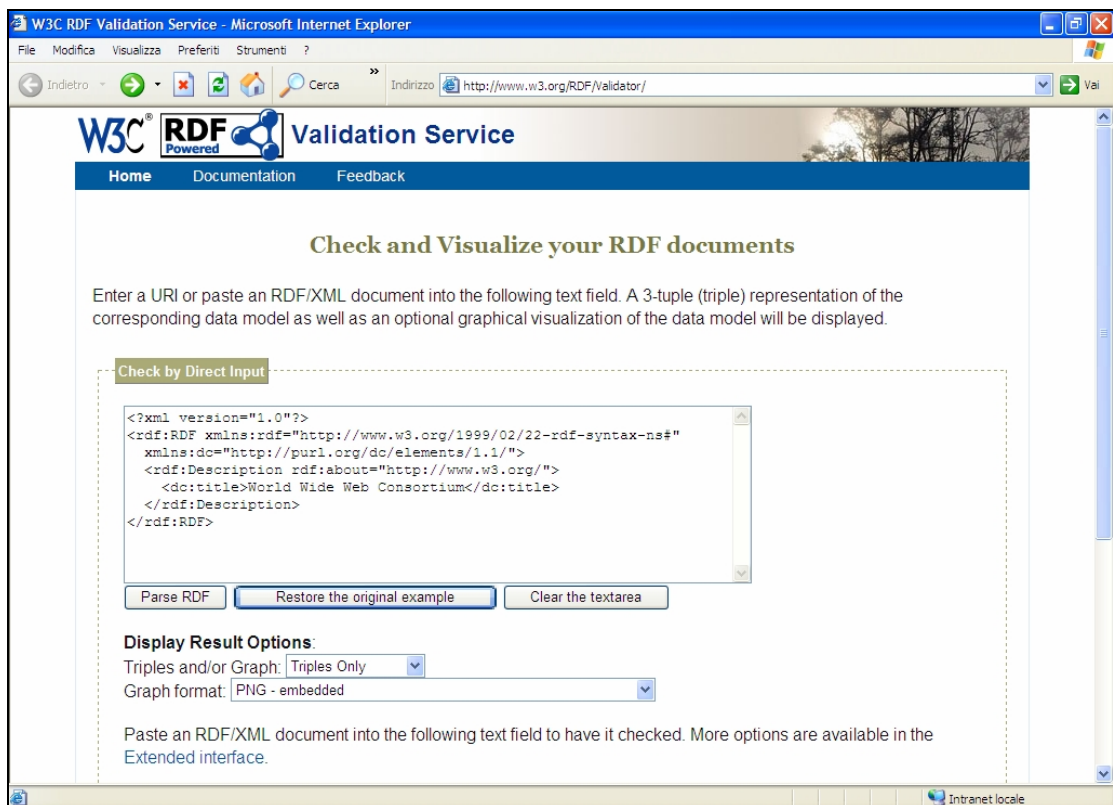 W3C RDF Validation Service - Microsoft Internet Explorer
File Modifica Visualizza Preferiti Strumenti ?
Indietro Cerca » Indirizzo http://www.w3.org/RDF/Validator/ Vai
W3C® RDF Powered Validation Service
Home Documentation Feedback
Check and Visualize your RDF documents
Enter a URI or paste an RDF/XML document into the following text field. A 3-tuple (triple) representation of the
corresponding data model as well as an optional graphical visualization of the data model will be displayed.
Check by Direct Input
<?xml version="1.0"?>
<rdf:RDF xmlns:rdf="http://www.w3.org/1999/02/22-rdf-syntax-ns#"
xmlns:dc="http://purl.org/dc/elements/1.1/">
<rdf:Description rdf:about="http://www.w3.org/">
<dc:title>World Wide Web Consortium</dc:title>
</rdf:Description>
</rdf:RDF>
Parse RDF Restore the original example Clear the textarea
Display Result Options:
Triples and/or Graph: Triples Only
Graph format: PNG - embedded
Paste an RDF/XML document into the following text field to have it checked. More options are available in the
Extended interface.
Intranet locale